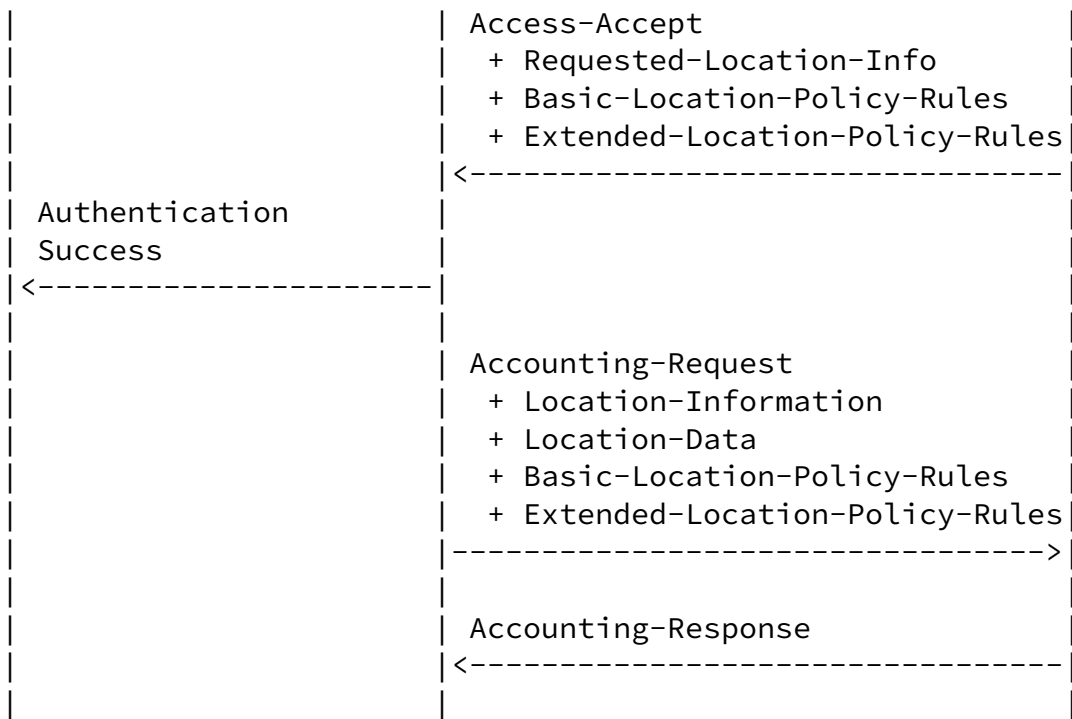 Access-Accept
+ Requested-Location-Info
+ Basic-Location-Policy-Rules
+ Extended-Location-Policy-Rules
Authentication
Success
Accounting-Request
+ Location-Information
+ Location-Data
+ Basic-Location-Policy-Rules
+ Extended-Location-Policy-Rules
Accounting-Response